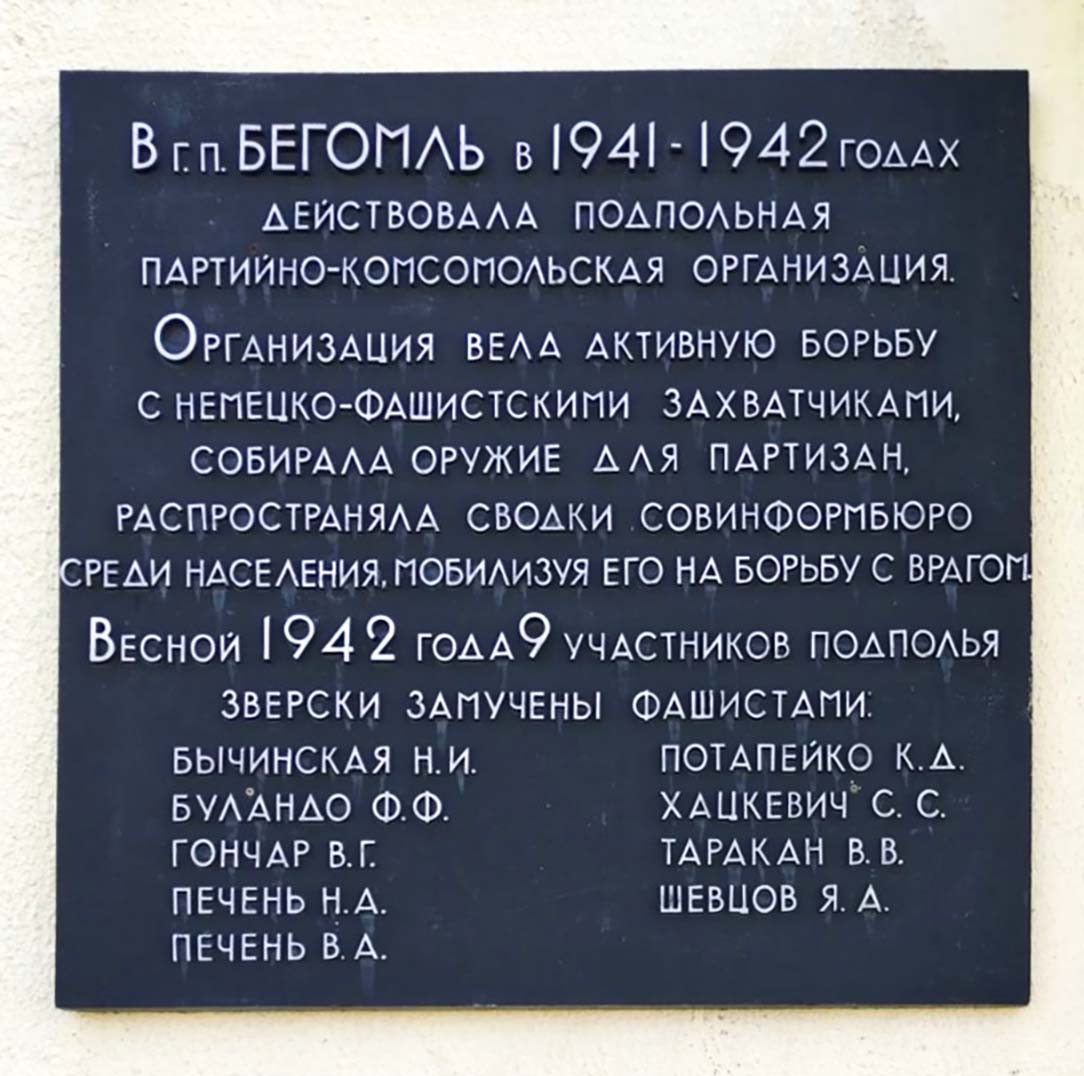 В г.п. БЕГОМЛЬ в 1941-1942 ГОДАХ
ДЕЙСТВОВАЛА ПОДПОЛЬНАЯ
ПАРТИЙНО-КОМСОМОЛЬСКАЯ ОРГАНИЗАЦИЯ.
ОРГАНИЗАЦИЯ ВЕЛА АКТИВНУЮ БОРЬБУ
С НЕМЕЦКО-ФАШИСТСКИМИ ЗАХВАТЧИКАМИ,
СОБИРАЛА ОРУЖИЕ ДЛЯ ПАРТИЗАН,
РАСПРОСТРАНЯЛА СВОДКИ СОВИНФОРМБЮРО
СРЕДИ НАСЕЛЕНИЯ, МОБИЛИЗУЯ ЕГО НА БОРЬБУ С ВРАГОМ.
ВЕСНОЙ 1942 ГОДА 9 УЧАСТНИКОВ ПОДПОЛЬЯ
ЗВЕРСКИ ЗАМУЧЕНЫ ФАШИСТАМИ:
БЫЧИНСКАЯ Н.И.
БУЛАНДО Ф.Ф.
ГОНЧАР В.Г.
ПЕЧЕНЬ Н.А.
ПЕЧЕНЬ В.А.
ПОТАПЕЙКО К.Д.
ХАЦКЕВИЧ С.С.
ТАРАКАН В.В.
ШЕВЦОВ Я.А.